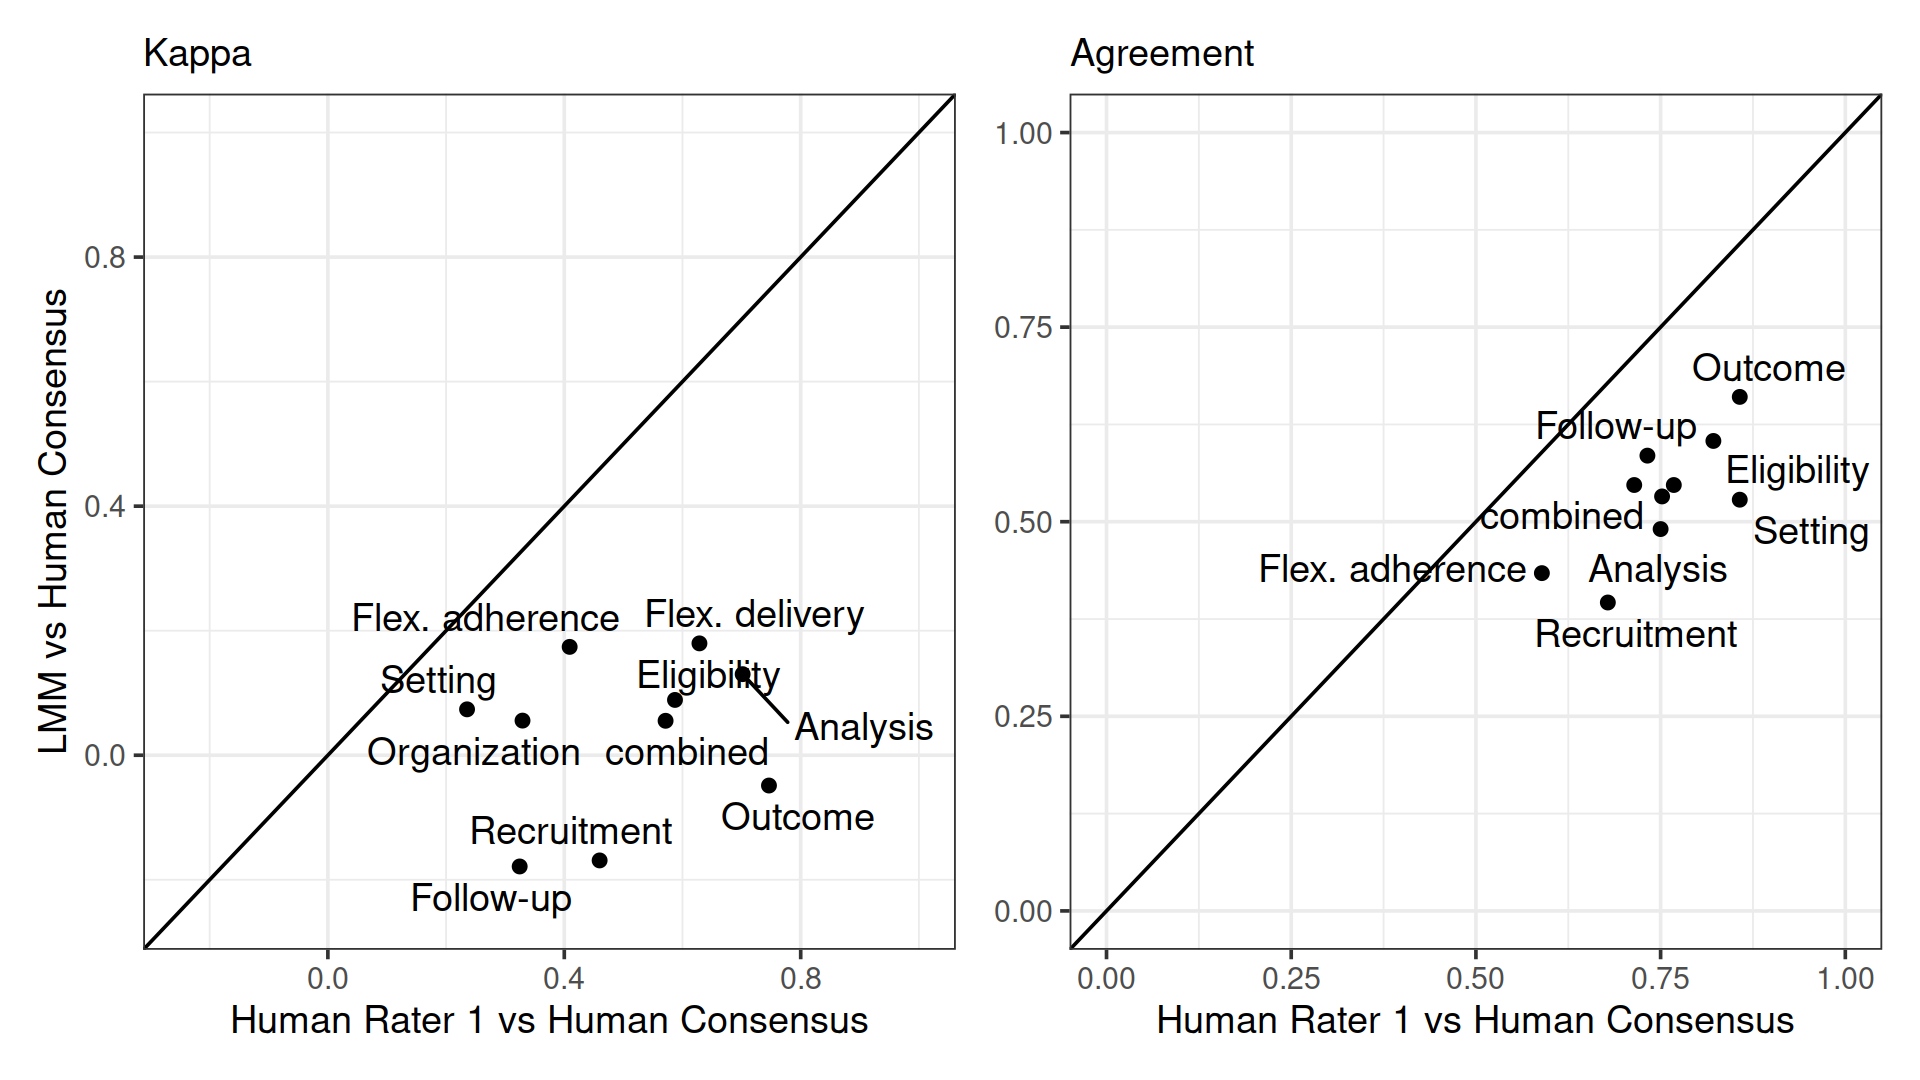 Kappa
LMM vs Human Consensus
0.8
0.4
0.0
Flex. adherence
Flex. delivery
Setting
Eligibility
Analysis
Organization
combined
Outcome
Recruitment
Follow-up
0.0
0.4
0.8
Human Rater 1 vs Human Consensus
Agreement
1.00
0.75
0.50
0.25
0.00
Outcome
Follow-up
Eligibility
combined
Setting
Flex. adherence
Analysis
Recruitment
0.00
0.25
0.50
0.75
1.00
Human Rater 1 vs Human Consensus